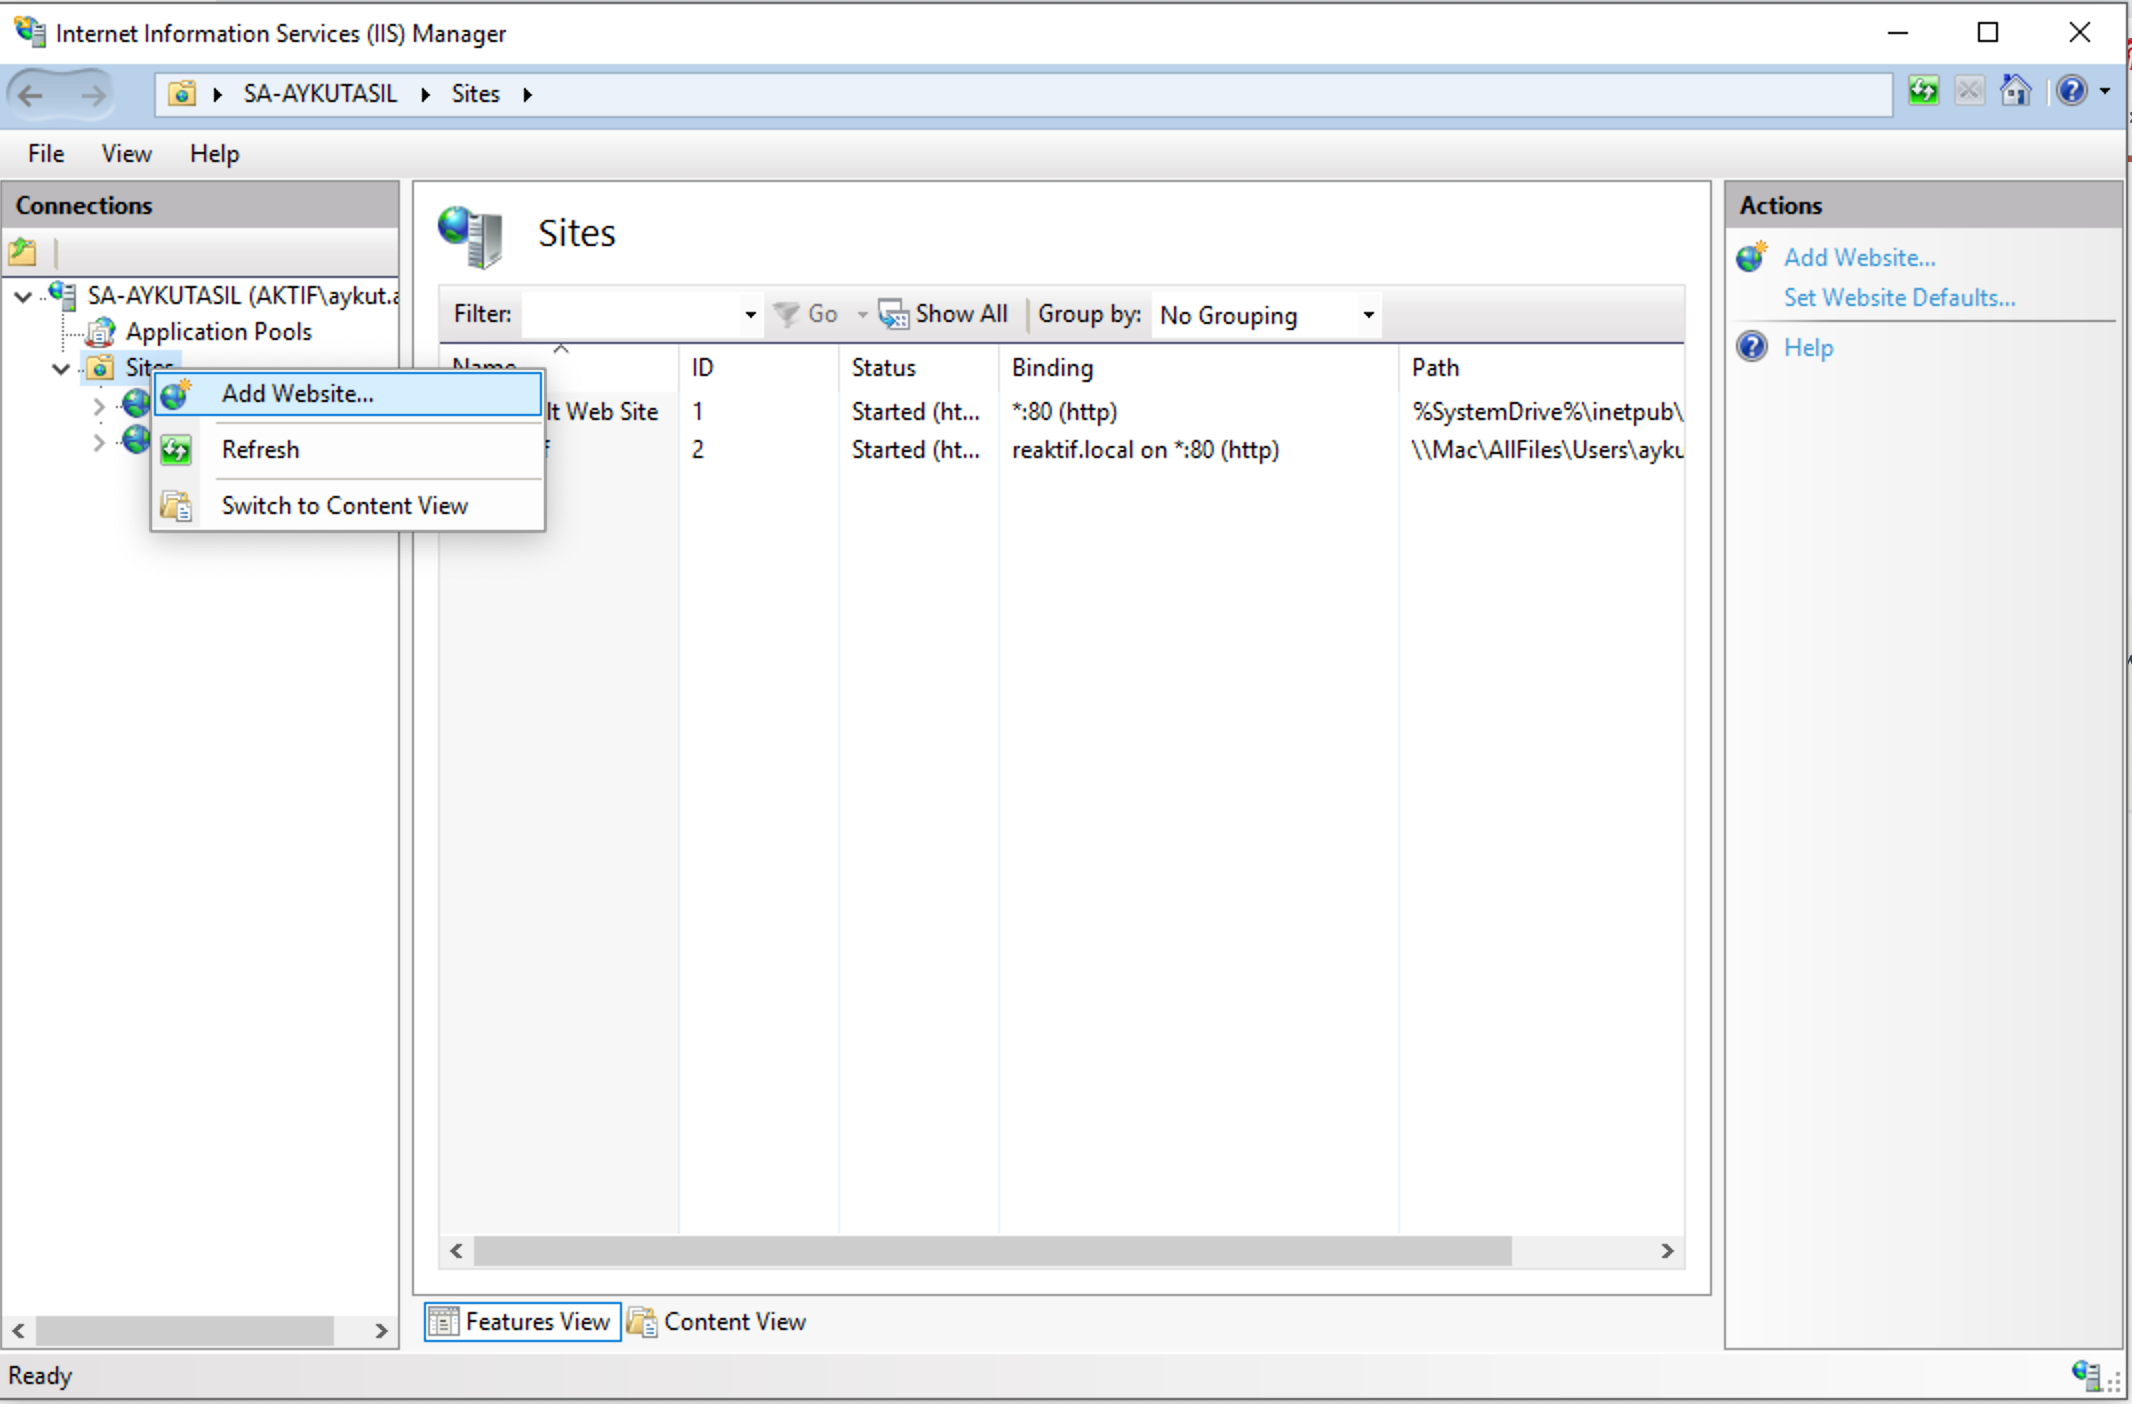 Internet Information Services (IIS) Manager
SA-AYKUTASIL Sites
File View Help
Connections
SA-AYKUTASIL (AKTIF\aykut.a
Application Pools
Sites
Add Website...
Refresh
Switch to Content View
Sites
Filter: Go Show All Group by: No Grouping
Name ID Status Binding Path
lt Web Site 1 Started (ht... *:80 (http) %SystemDrive%\inetpub\
f 2 Started (ht... reaktif.local on *:80 (http) \\Mac\AllFiles\Users\ayku
Features View Content View
Actions
Add Website...
Set Website Defaults...
Help
Ready